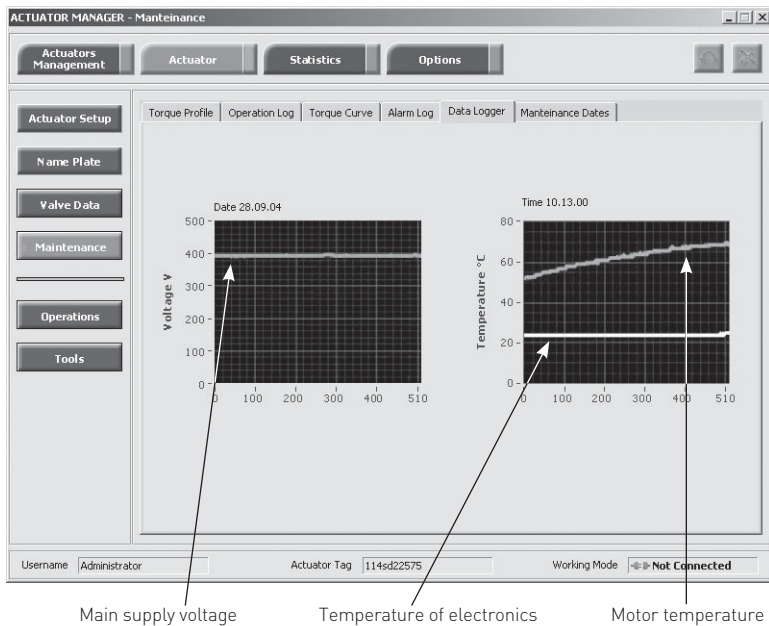 ACTUATOR MANAGER - Manteinance
Actuators Management
Actuator
Statistics
Options
Actuator Setup
Name Plate
Valve Data
Maintenance
Operations
Tools
Torque Profile
Operation Log
Torque Curve
Alarm Log
Data Logger
Manteinance Dates
Date 28.09.04
Voltage V
500
400
300
200
100
0
0 100 200 300 400 510
Time 10.13.00
Temperature °C
80
60
40
20
0
0 100 200 300 400 510
Username Administrator
Actuator Tag 114sd22575
Working Mode Not Connected
Main supply voltage
Temperature of electronics
Motor temperature